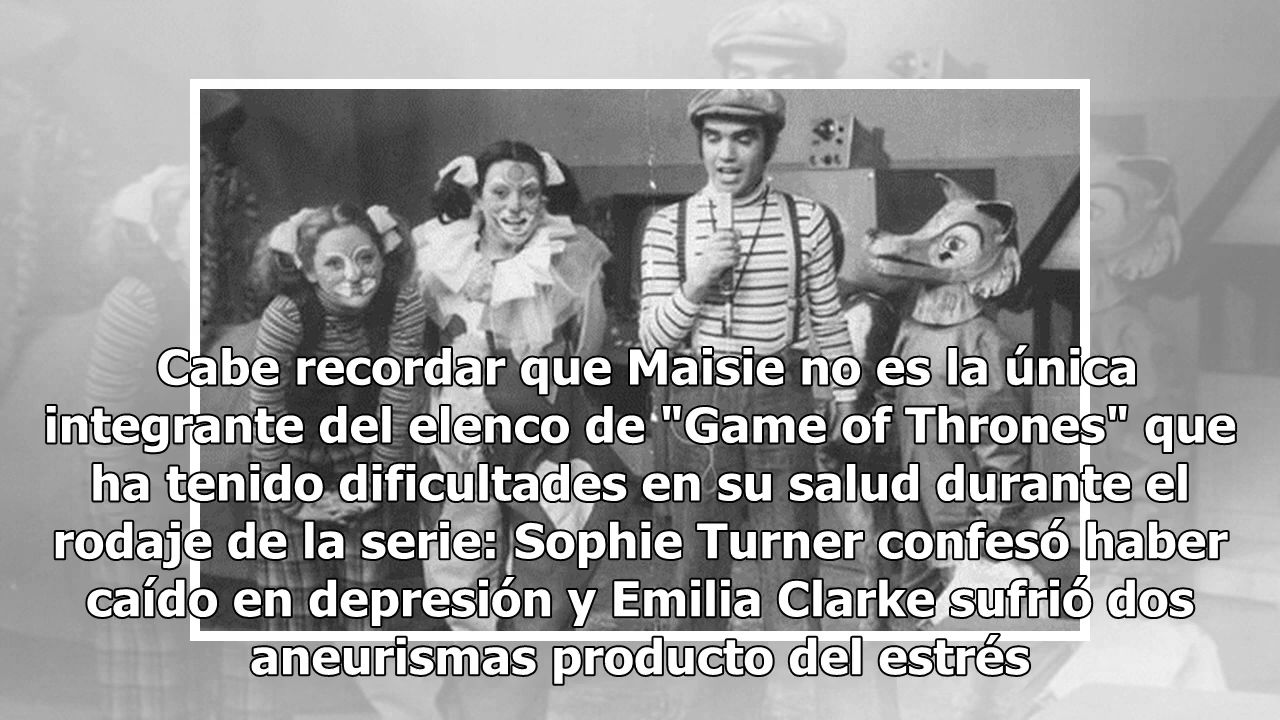 Cabe recordar que Maisie no es la única
integrante del elenco de "Game of Thrones" que
ha tenido dificultades en su salud durante el
rodaje de la serie: Sophie Turner confesó haber
caído en depresión y Emilia Clarke sufrió dos
aneurismas producto del estrés